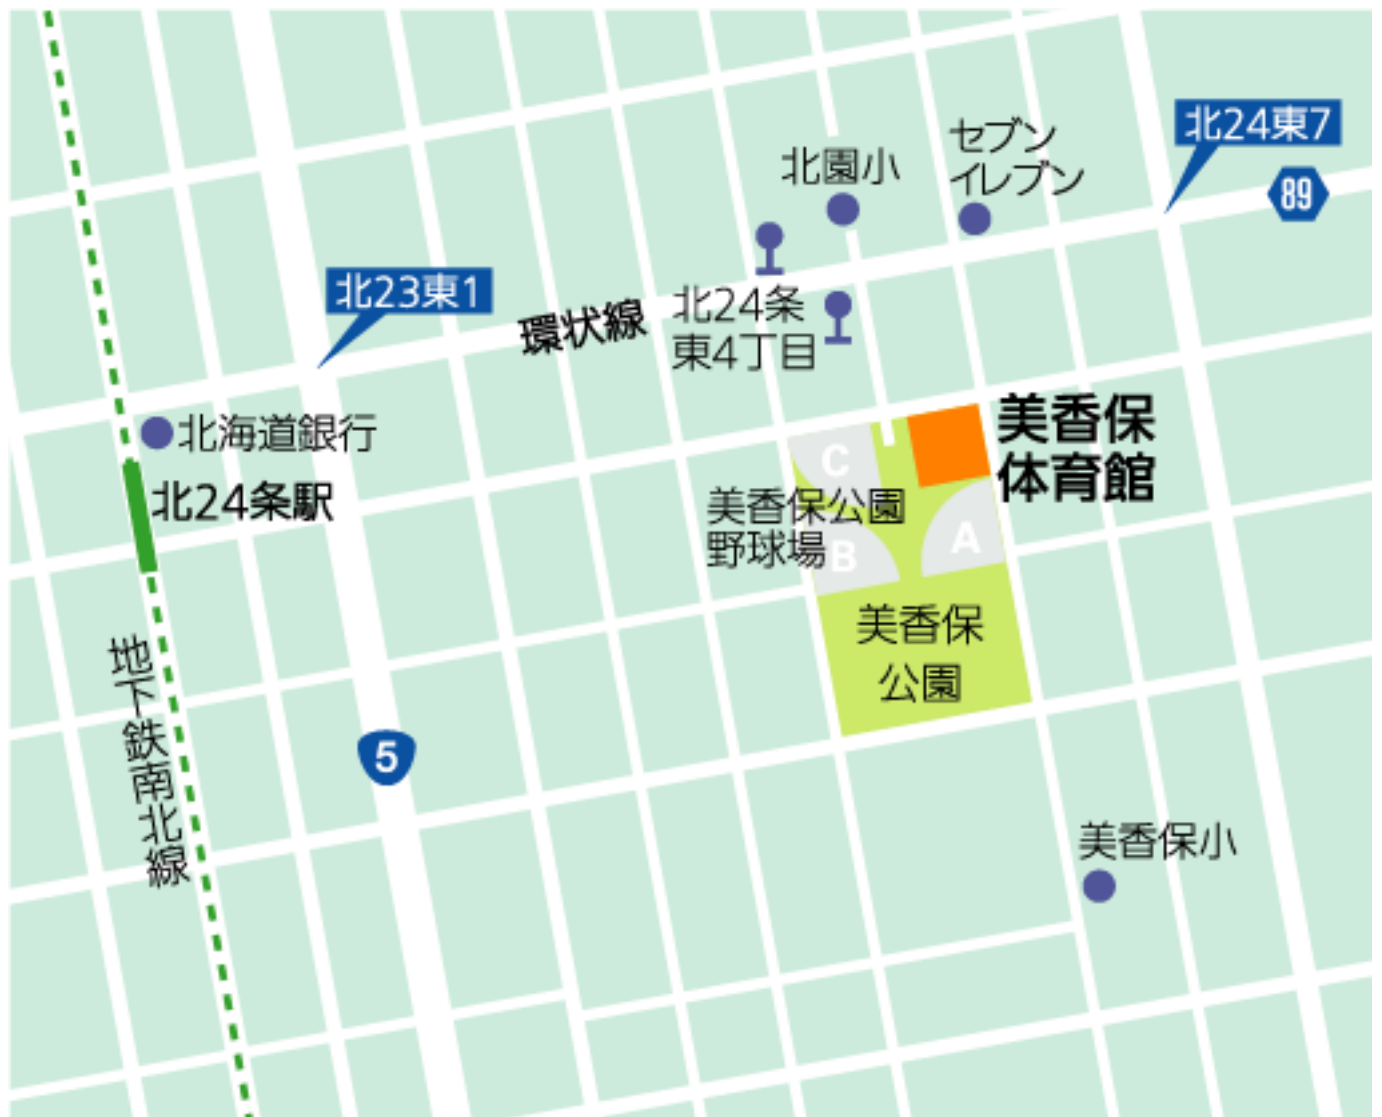 北24東7
セブン
イレブン
89
北園小
北23東1
環状線
北24条
東4丁目
北海道銀行
美香保
体育館
C
北24条駅
美香保公園
野球場
A
B
美香保
公園
地下鉄南北線
5
美香保小